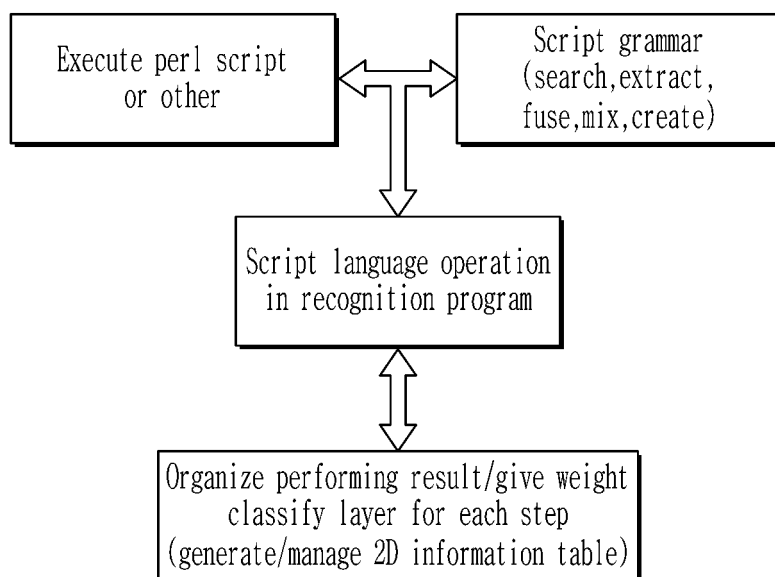 Execute perl script
or other
Script grammar
(search,extract,
fuse,mix,create)
Script language operation
in recognition program
Organize performing result/give weight
classify layer for each step
(generate/manage 2D information table)